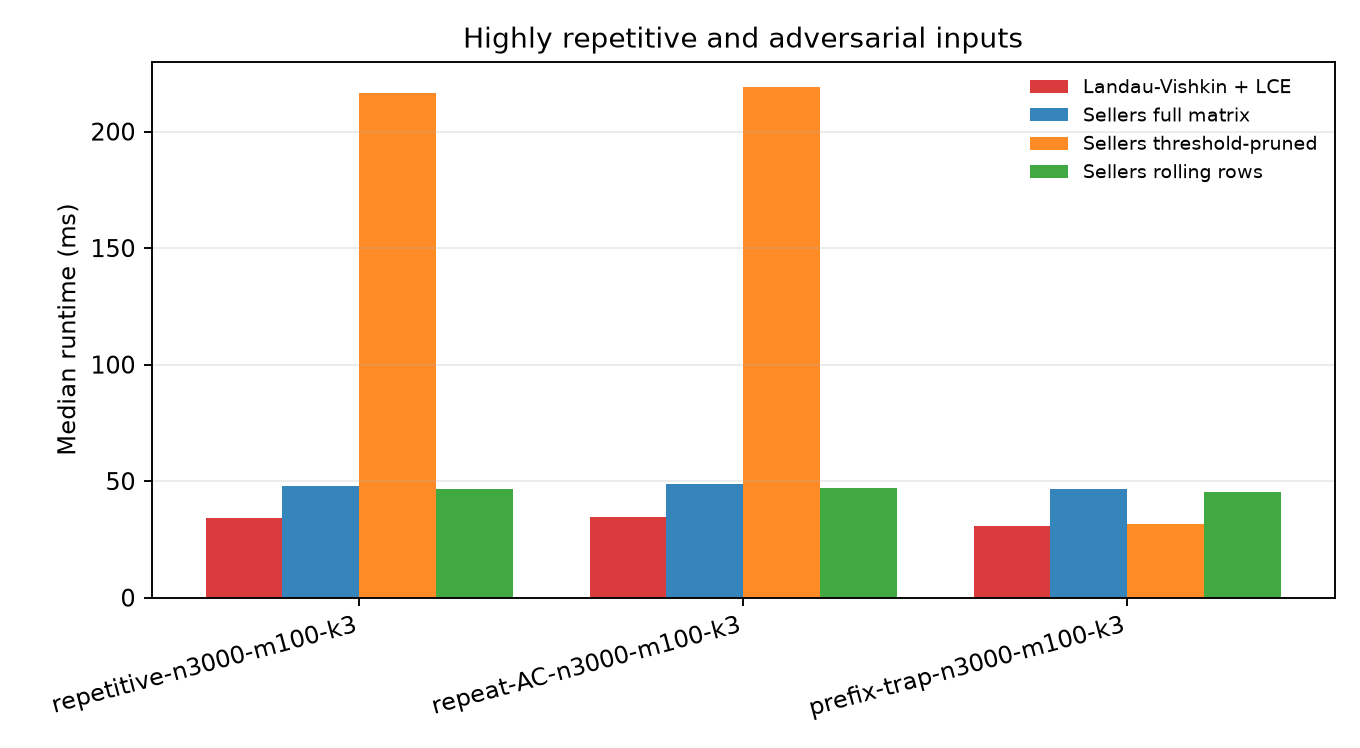 Highly repetitive and adversarial inputs
Landau-Vishkin + LCE
Sellers full matrix
Sellers threshold-pruned
Sellers rolling rows
Median runtime (ms)
200
150
100
50
0
repetitive-n3000-m100-k3
repeat-AC-n3000-m100-k3
prefix-trap-n3000-m100-k3